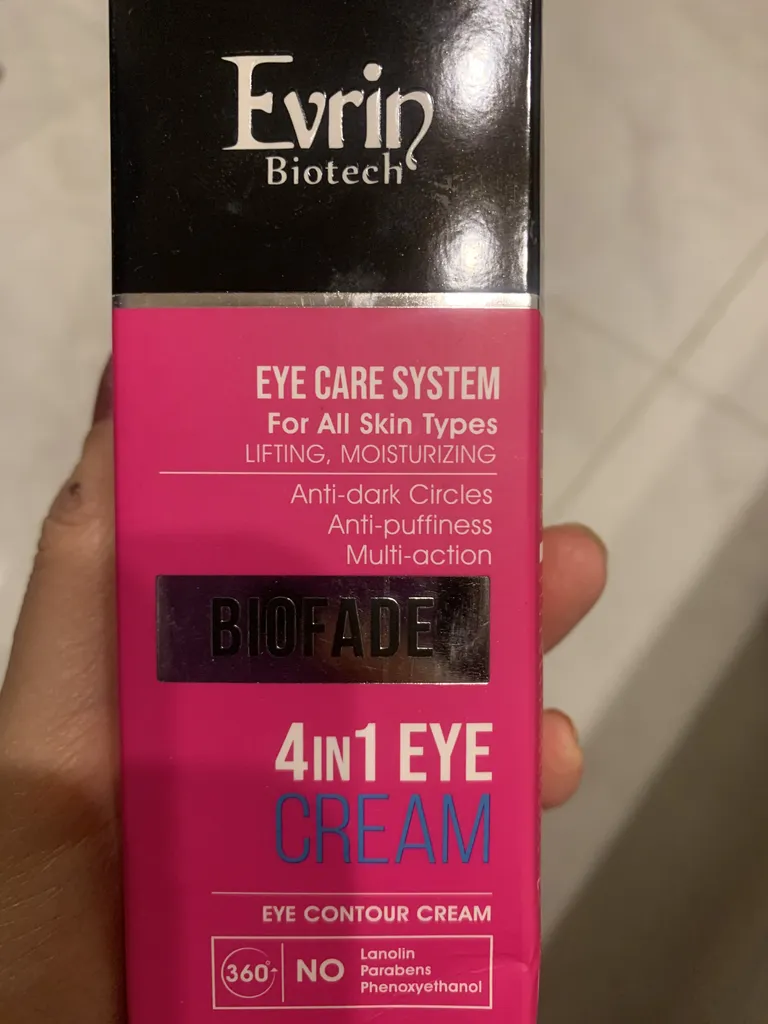 Evrin
Biotech
EYE CARE SYSTEM
For All Skin Types
LIFTING, MOISTURIZING
Anti-dark Circles
Anti-puffiness
Multi-action
BIOFADE
4IN1 EYE
CREAM
EYE CONTOUR CREAM
360°
NO
Lanolin
Parabens
Phenoxyethanol